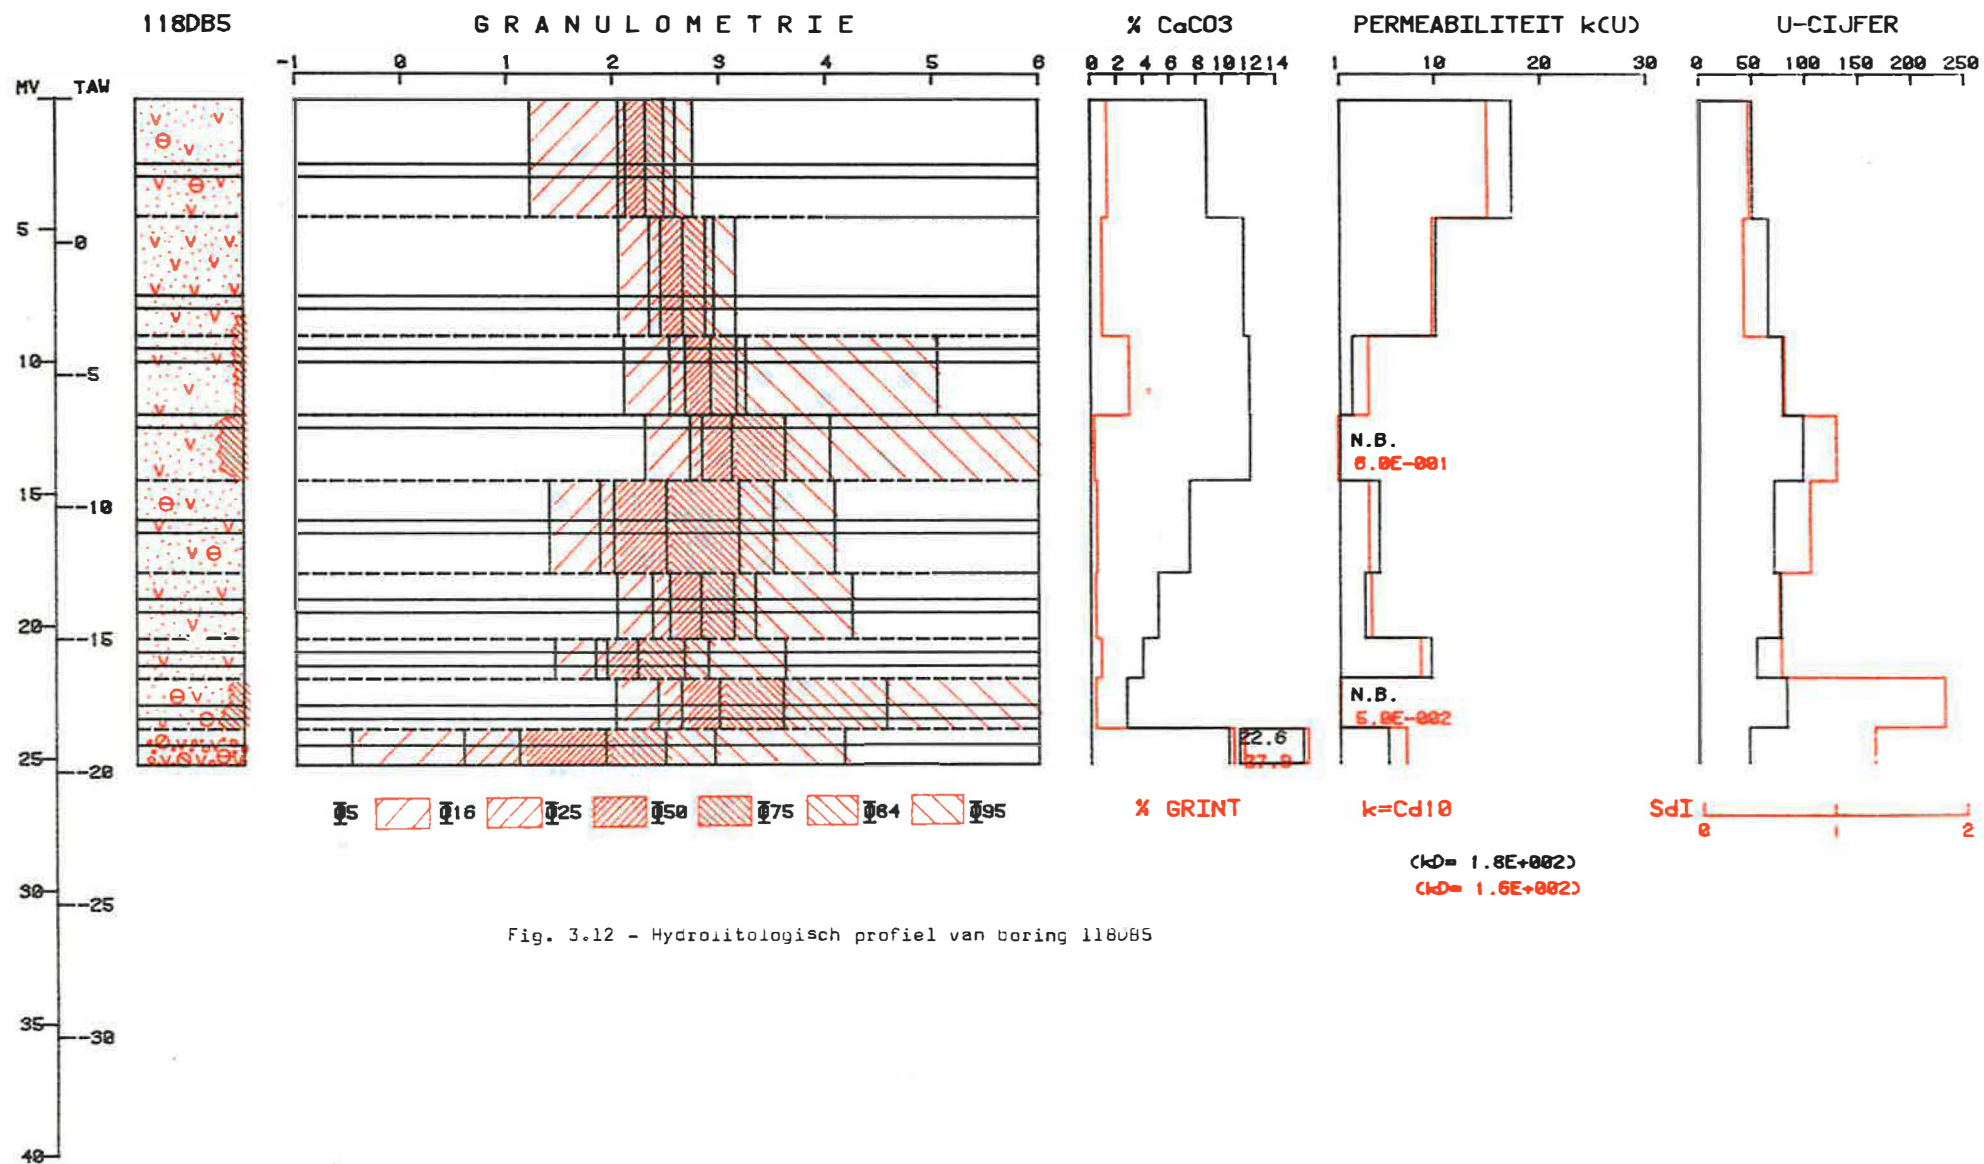 118DB5 GRANULOMETRIE % CaCO3 PERMEABILITEIT k(U) U-CIJFER
-1 0 1 2 3 4 5 6 0 2 4 6 8 10 12 14 1 10 20 30 0 50 100 150 200 250
MV TAW
5 0
10 -5
N.B.
6.0E-001
15 -10
20 -15
N.B.
5.0E-002
22.6
37.9
25 -20
Φ5 Φ16 Φ25 Φ50 Φ75 Φ84 Φ95 % GRINT k=Cd10 SdI
0 1 2
(kD= 1.8E+002)
(kD= 1.6E+002)
30 -25
Fig. 3.12 - Hydrolitologisch profiel van boring 118DB5
35 -30
40